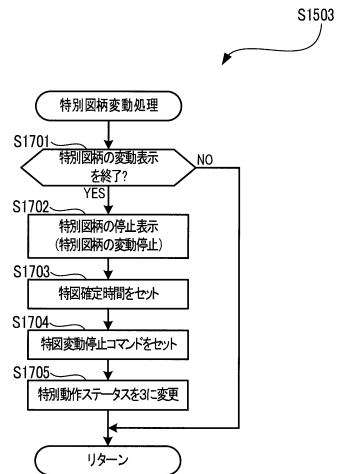 S1503
特別図柄変動処理
S1701
特別図柄の変動表示
を終了?
NO
YES
S1702
特別図柄の停止表示
(特別図柄の変動停止)
S1703
特図確定時間をセット
S1704
特図変動停止コマンドをセット
S1705
特別動作ステータスを3に変更
リターン